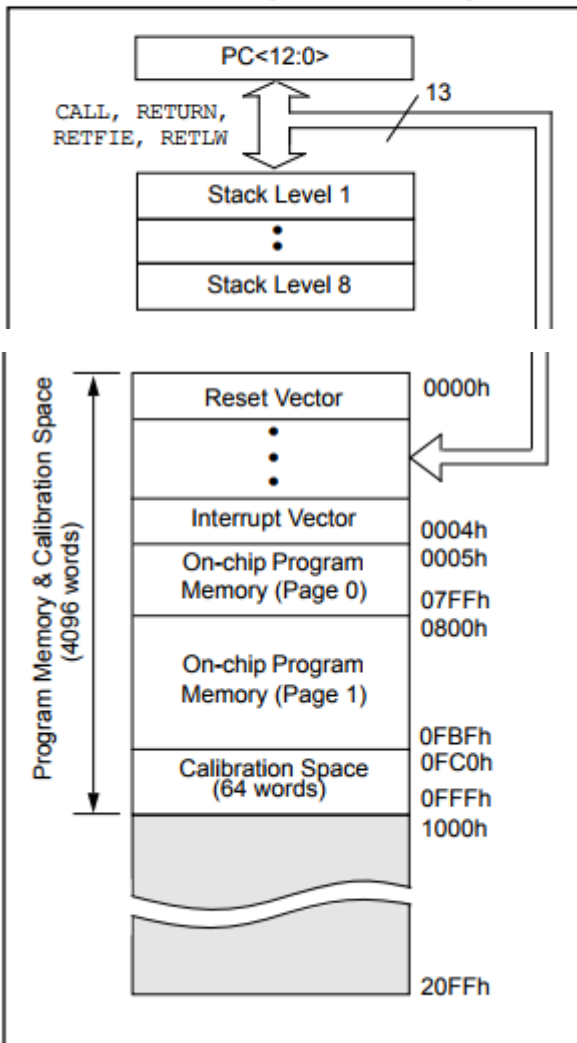 PC<12:0>
CALL, RETURN,
RETFIE, RETLW
13
Stack Level 1
Stack Level 8
Program Memory & Calibration Space
(4096 words)
Reset Vector
0000h
Interrupt Vector
0004h
On-chip Program
Memory (Page 0)
0005h
07FFh
On-chip Program
Memory (Page 1)
0800h
0FBFh
Calibration Space
(64 words)
0FC0h
0FFFh
1000h
20FFh